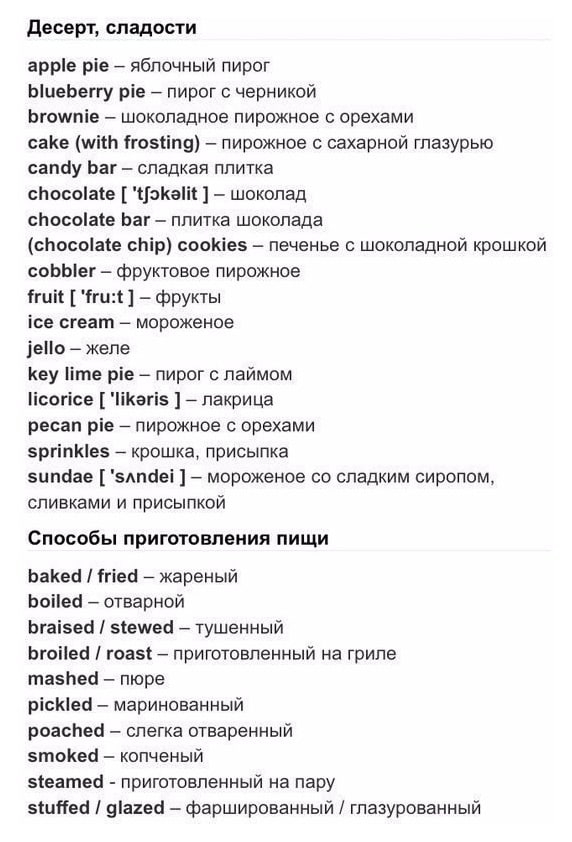 Десерт, сладости
apple pie – яблочный пирог
blueberry pie – пирог с черникой
brownie – шоколадное пирожное с орехами
cake (with frosting) – пирожное с сахарной глазурью
candy bar – сладкая плитка
chocolate [ 'tʃɔkəlit ] – шоколад
chocolate bar – плитка шоколада
(chocolate chip) cookies – печенье с шоколадной крошкой
cobbler – фруктовое пирожное
fruit [ 'fru:t ] – фрукты
ice cream – мороженое
jello – желе
key lime pie – пирог с лаймом
licorice [ 'likəris ] – лакрица
pecan pie – пирожное с орехами
sprinkles – крошка, присыпка
sundae [ 'sʌndei ] – мороженое со сладким сиропом,
сливками и присыпкой
Способы приготовления пищи
baked / fried – жареный
boiled – отварной
braised / stewed – тушенный
broiled / roast – приготовленный на гриле
mashed – пюре
pickled – маринованный
poached – слегка отваренный
smoked – копченый
steamed - приготовленный на пару
stuffed / glazed – фаршированный / глазурованный